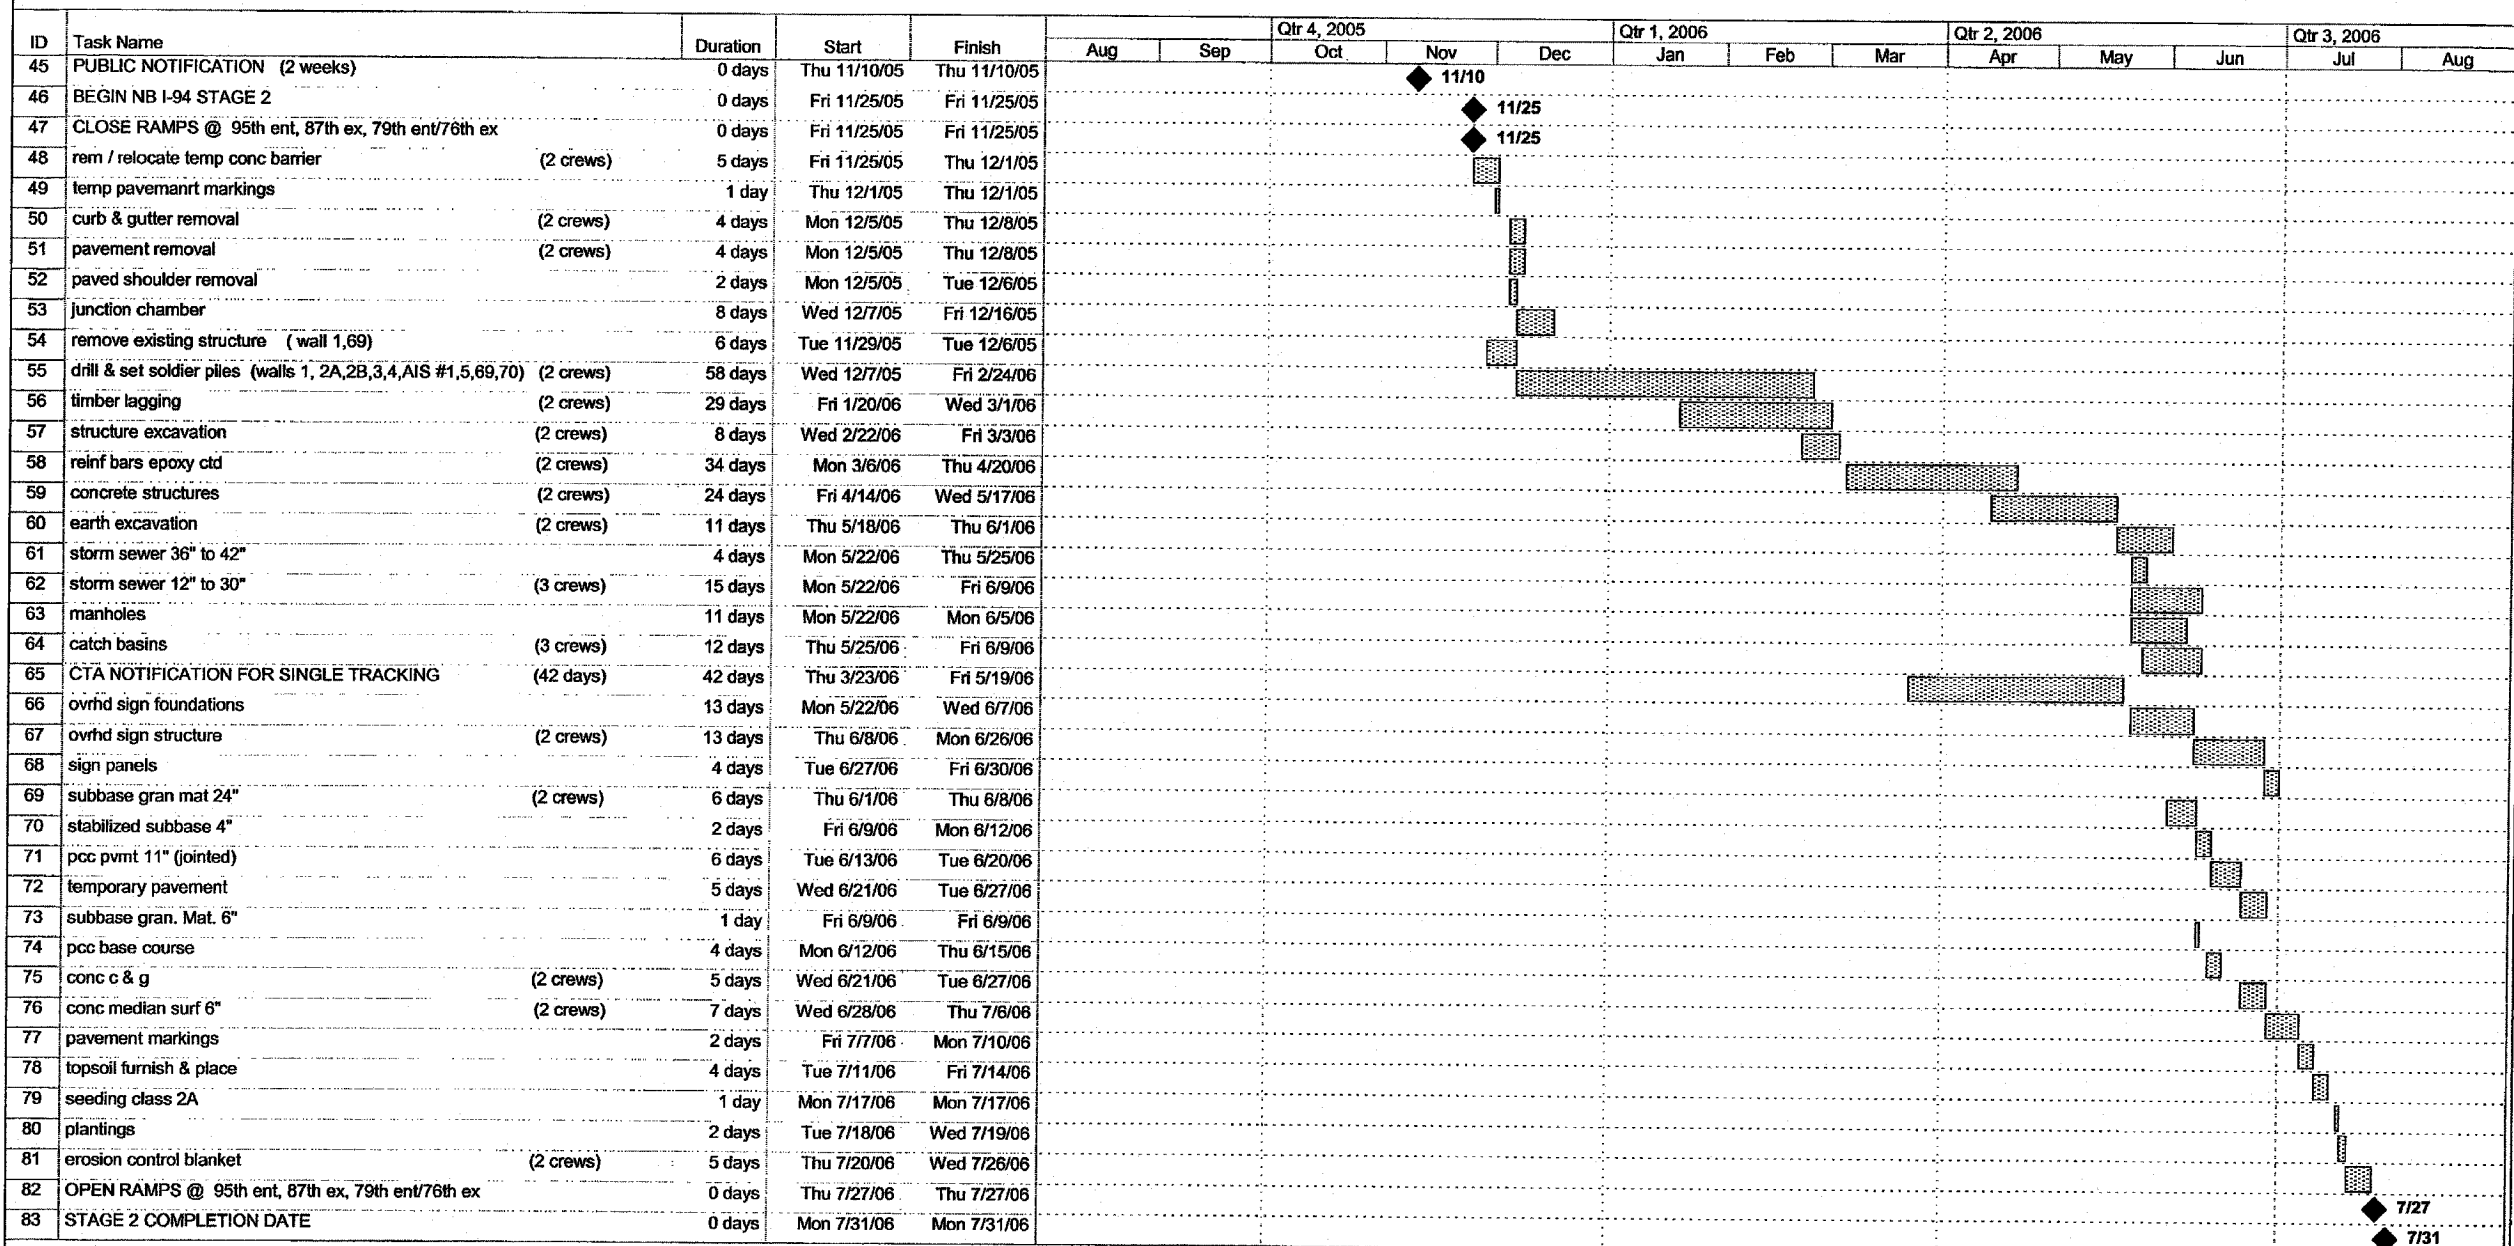 Qtr 4, 2005 Qtr 1, 2006 Qtr 2, 2006 Qtr 3, 2006
ID Task Name Duration Start Finish Aug Sep Oct Nov Dec Jan Feb Mar Apr May Jun Jul Aug
45 PUBLIC NOTIFICATION (2 weeks) 0 days Thu 11/10/05 Thu 11/10/05 11/10
46 BEGIN NB I-94 STAGE 2 0 days Fri 11/25/05 Fri 11/25/05 11/25
47 CLOSE RAMPS @ 95th ent, 87th ex, 79th ent/76th ex 0 days Fri 11/25/05 Fri 11/25/05 11/25
48 rem / relocate temp conc barrier (2 crews) 5 days Fri 11/25/05 Thu 12/1/05
49 temp pavemanrt markings 1 day Thu 12/1/05 Thu 12/1/05
50 curb & gutter removal (2 crews) 4 days Mon 12/5/05 Thu 12/8/05
51 pavement removal (2 crews) 4 days Mon 12/5/05 Thu 12/8/05
52 paved shoulder removal 2 days Mon 12/5/05 Tue 12/6/05
53 junction chamber 8 days Wed 12/7/05 Fri 12/16/05
54 remove existing structure ( wall 1,69) 6 days Tue 11/29/05 Tue 12/6/05
55 drill & set soldier piles (walls 1, 2A,2B,3,4,AIS #1,5,69,70) (2 crews) 58 days Wed 12/7/05 Fri 2/24/06
56 timber lagging (2 crews) 29 days Fri 1/20/06 Wed 3/1/06
57 structure excavation (2 crews) 8 days Wed 2/22/06 Fri 3/3/06
58 reinf bars epoxy ctd (2 crews) 34 days Mon 3/6/06 Thu 4/20/06
59 concrete structures (2 crews) 24 days Fri 4/14/06 Wed 5/17/06
60 earth excavation (2 crews) 11 days Thu 5/18/06 Thu 6/1/06
61 storm sewer 36" to 42" 4 days Mon 5/22/06 Thu 5/25/06
62 storm sewer 12" to 30" (3 crews) 15 days Mon 5/22/06 Fri 6/9/06
63 manholes 11 days Mon 5/22/06 Mon 6/5/06
64 catch basins (3 crews) 12 days Thu 5/25/06 Fri 6/9/06
65 CTA NOTIFICATION FOR SINGLE TRACKING (42 days) 42 days Thu 3/23/06 Fri 5/19/06
66 ovrhd sign foundations 13 days Mon 5/22/06 Wed 6/7/06
67 ovrhd sign structure (2 crews) 13 days Thu 6/8/06 Mon 6/26/06
68 sign panels 4 days Tue 6/27/06 Fri 6/30/06
69 subbase gran mat 24" (2 crews) 6 days Thu 6/1/06 Thu 6/8/06
70 stabilized subbase 4" 2 days Fri 6/9/06 Mon 6/12/06
71 pcc pvmt 11" (jointed) 6 days Tue 6/13/06 Tue 6/20/06
72 temporary pavement 5 days Wed 6/21/06 Tue 6/27/06
73 subbase gran. Mat. 6" 1 day Fri 6/9/06 Fri 6/9/06
74 pcc base course 4 days Mon 6/12/06 Thu 6/15/06
75 conc c & g (2 crews) 5 days Wed 6/21/06 Tue 6/27/06
76 conc median surf 6" (2 crews) 7 days Wed 6/28/06 Thu 7/6/06
77 pavement markings 2 days Fri 7/7/06 Mon 7/10/06
78 topsoil furnish & place 4 days Tue 7/11/06 Fri 7/14/06
79 seeding class 2A 1 day Mon 7/17/06 Mon 7/17/06
80 plantings 2 days Tue 7/18/06 Wed 7/19/06
81 erosion control blanket (2 crews) 5 days Thu 7/20/06 Wed 7/26/06
82 OPEN RAMPS @ 95th ent, 87th ex, 79th ent/76th ex 0 days Thu 7/27/06 Thu 7/27/06 7/27
83 STAGE 2 COMPLETION DATE 0 days Mon 7/31/06 Mon 7/31/06 7/31